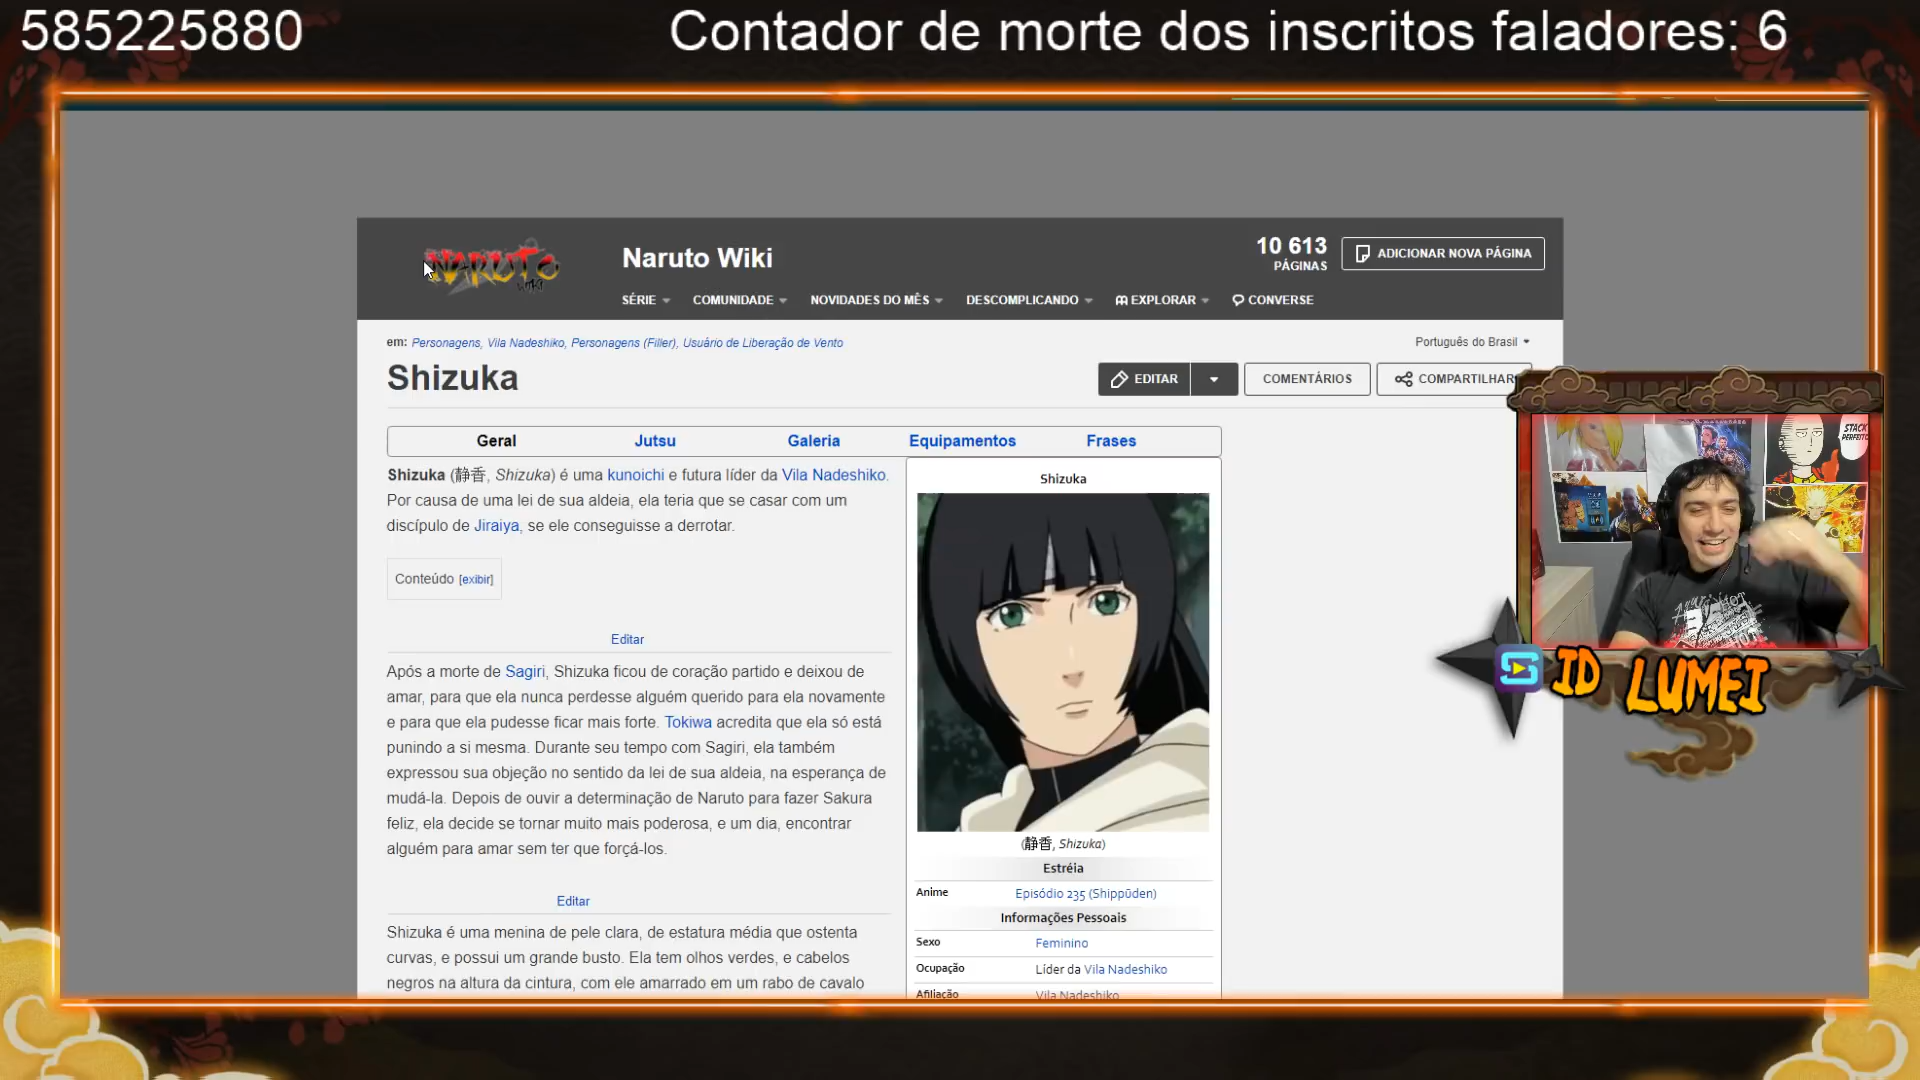 585225880
Contador de morte dos inscritos faladores: 6
NARUTO
WIKI
Naruto Wiki
10 613
PÁGINAS
ADICIONAR NOVA PÁGINA
SÉRIE
COMUNIDADE
NOVIDADES DO MÊS
DESCOMPLICANDO
EXPLORAR
CONVERSE
em: Personagens, Vila Nadeshiko, Personagens (Filler), Usuário de Liberação de Vento
Português do Brasil
Shizuka
EDITAR
COMENTÁRIOS
COMPARTILHAR
Geral
Jutsu
Galeria
Equipamentos
Frases
Shizuka (静香, Shizuka) é uma kunoichi e futura líder da Vila Nadeshiko.
Por causa de uma lei de sua aldeia, ela teria que se casar com um
discípulo de Jiraiya, se ele conseguisse a derrotar.
Conteúdo [exibir]
Editar
Após a morte de Sagiri, Shizuka ficou de coração partido e deixou de
amar, para que ela nunca perdesse alguém querido para ela novamente
e para que ela pudesse ficar mais forte. Tokiwa acredita que ela só está
punindo a si mesma. Durante seu tempo com Sagiri, ela também
expressou sua objeção no sentido da lei de sua aldeia, na esperança de
mudá-la. Depois de ouvir a determinação de Naruto para fazer Sakura
feliz, ela decide se tornar muito mais poderosa, e um dia, encontrar
alguém para amar sem ter que forçá-los.
Editar
Shizuka é uma menina de pele clara, de estatura média que ostenta
curvas, e possui um grande busto. Ela tem olhos verdes, e cabelos
negros na altura da cintura, com ele amarrado em um rabo de cavalo
Shizuka
(静香, Shizuka)
Estréia
Anime Episódio 235 (Shippūden)
Informações Pessoais
Sexo Feminino
Ocupação Líder da Vila Nadeshiko
Afiliação Vila Nadeshiko
STACK
PERFEITO
ID LUMEI